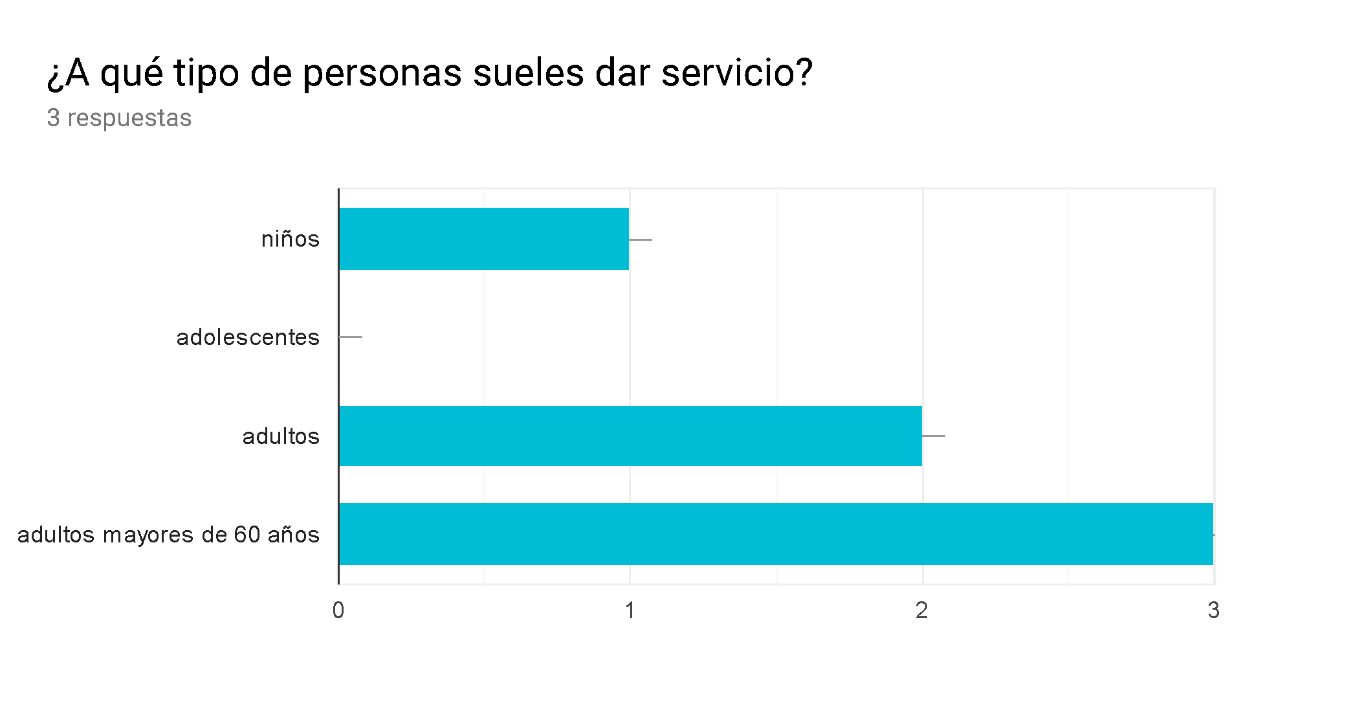 ¿A qué tipo de personas sueles dar servicio?
3 respuestas
niños
adolescentes
adultos
adultos mayores de 60 años
0 1 2 3